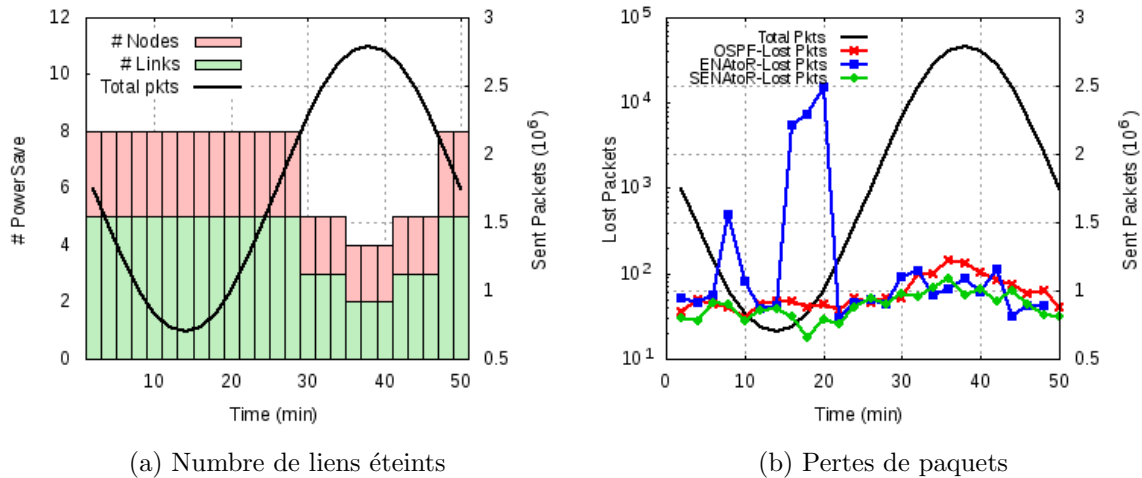 # Nodes
# Links
Total pkts
# PowerSave
12
10
8
6
4
2
0
3
2.5
2
1.5
1
0.5
Sent Packets (10⁶)
10 20 30 40 50
Time (min)
(a) Numéro de liens éteints
Total Pkts
OSPF-Lost Pkts
ENAtoR-Lost Pkts
SENAtoR-Lost Pkts
Lost Packets
10⁵
10⁴
10³
10²
10¹
3
2.5
2
1.5
1
0.5
Sent Packets (10⁶)
0 10 20 30 40 50
Time (min)
(b) Pertes de paquets